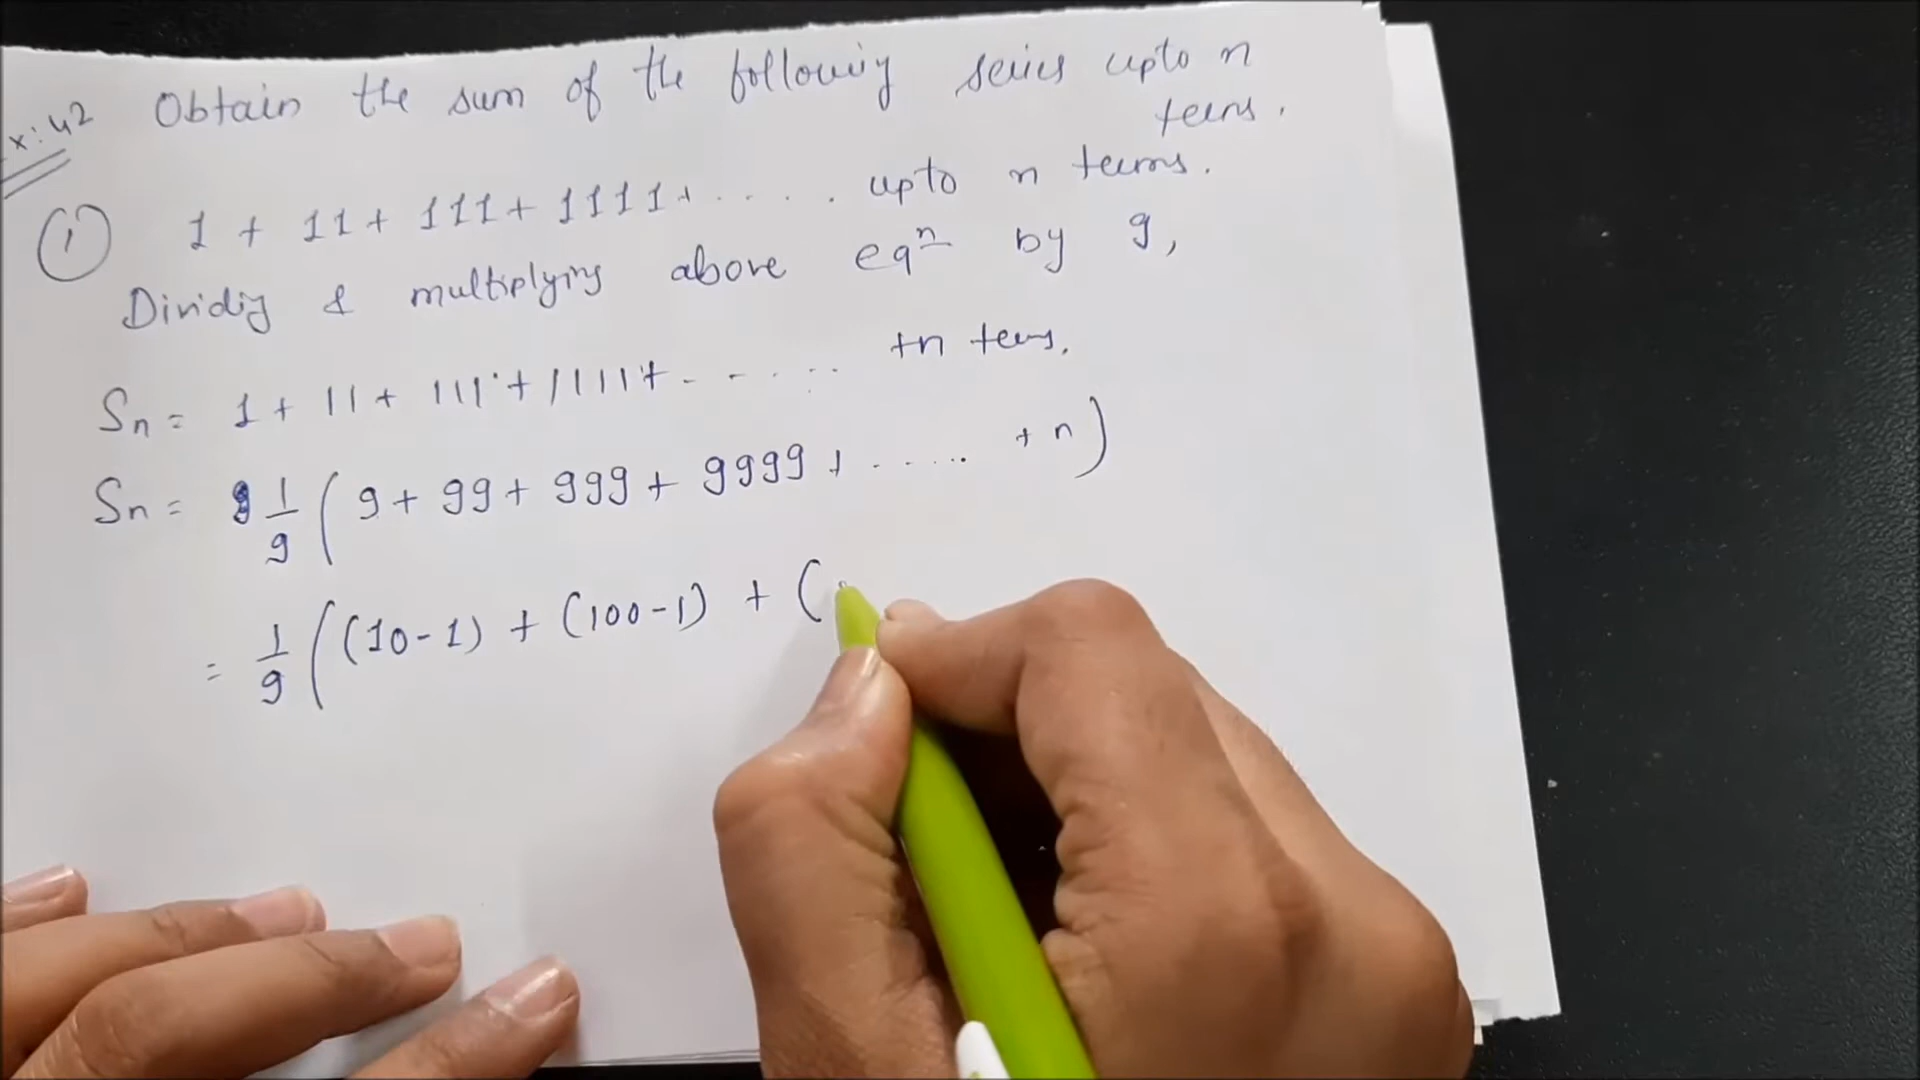 x:42 Obtain the sum of the following series upto n
terms.
1 1 + 11 + 111 + 1111 + ..... upto n terms.
Dividig & multiplying above eqn by 9,
Sn = 1 + 11 + 111 + 1111 + ...... +n terms.
Sn = 1/9 ( 9 + 99 + 999 + 9999 + ...... + n )
= 1/9 ( (10-1) + (100-1) + (